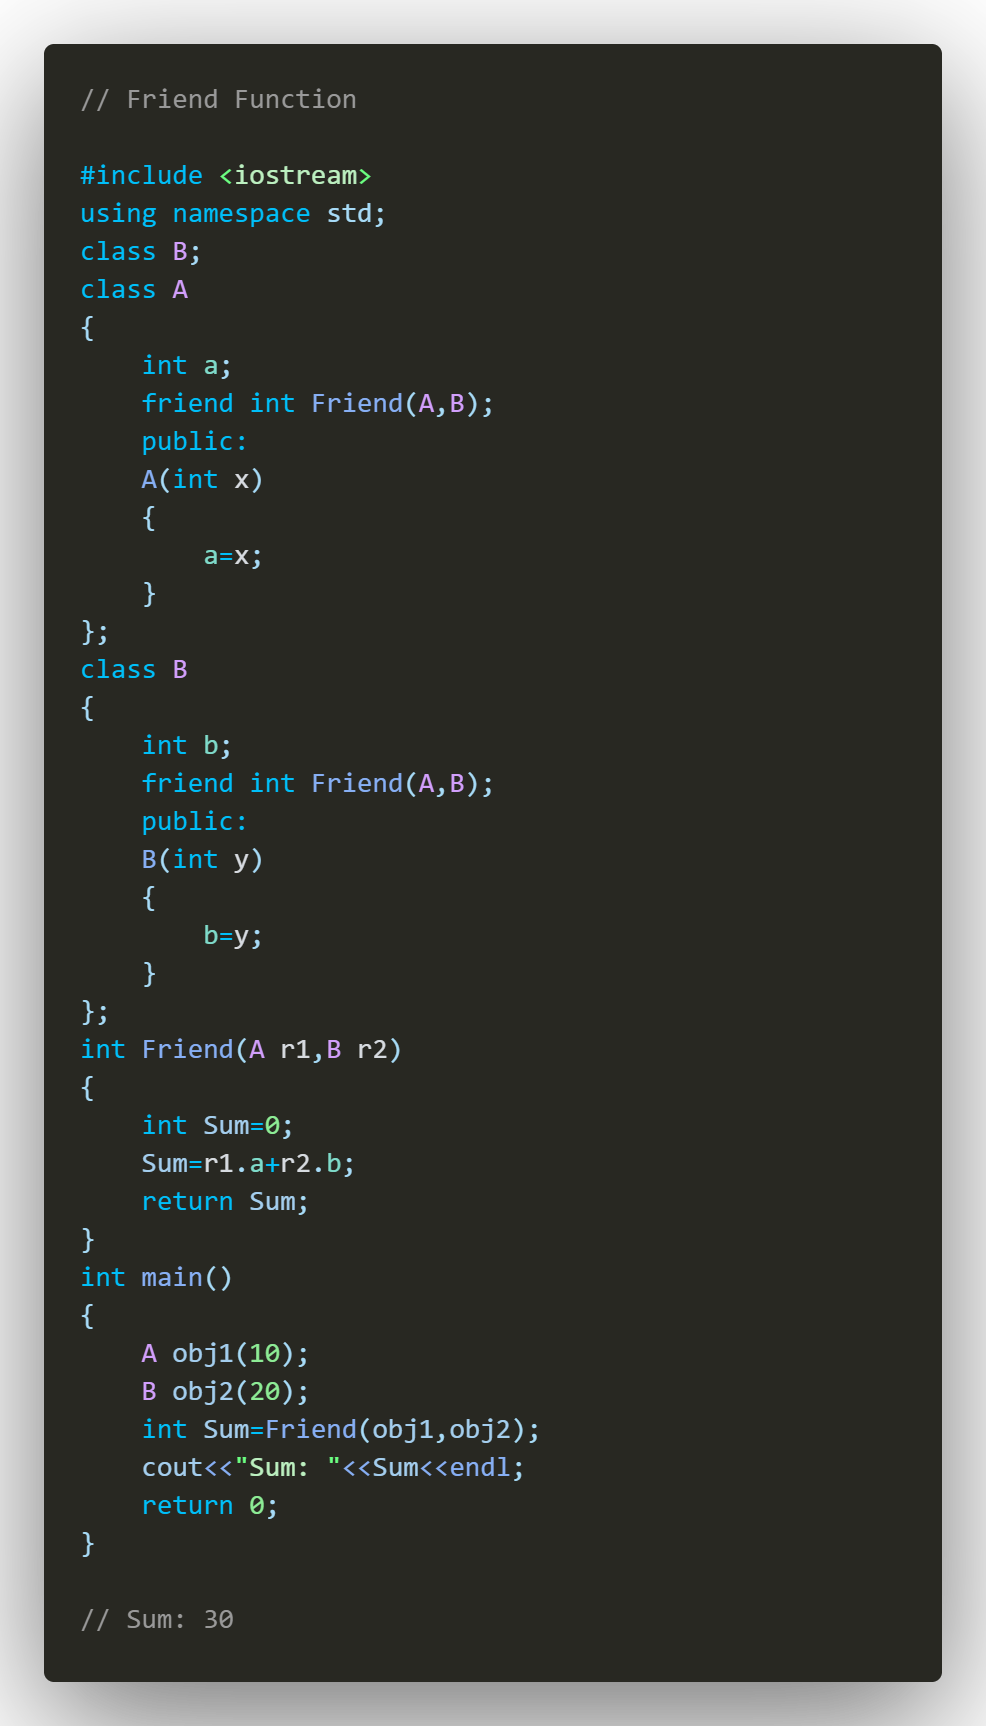 // Friend Function

#include <iostream>
using namespace std;
class B;
class A
{
    int a;
    friend int Friend(A,B);
    public:
    A(int x)
    {
        a=x;
    }
};
class B
{
    int b;
    friend int Friend(A,B);
    public:
    B(int y)
    {
        b=y;
    }
};
int Friend(A r1,B r2)
{
    int Sum=0;
    Sum=r1.a+r2.b;
    return Sum;
}
int main()
{
    A obj1(10);
    B obj2(20);
    int Sum=Friend(obj1,obj2);
    cout<<"Sum: "<<Sum<<endl;
    return 0;
}

// Sum: 30